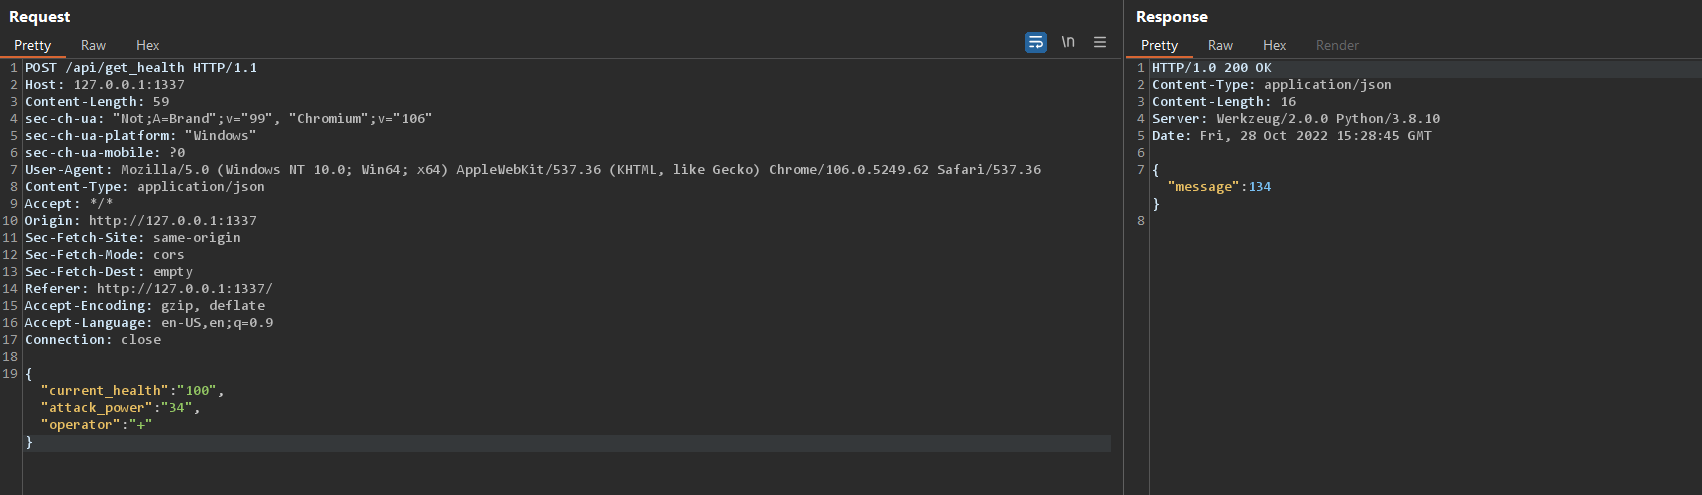 Request
Pretty Raw Hex
\n
1 POST /api/get_health HTTP/1.1
2 Host: 127.0.0.1:1337
3 Content-Length: 59
4 sec-ch-ua: "Not;A=Brand";v="99", "Chromium";v="106"
5 sec-ch-ua-platform: "Windows"
6 sec-ch-ua-mobile: ?0
7 User-Agent: Mozilla/5.0 (Windows NT 10.0; Win64; x64) AppleWebKit/537.36 (KHTML, like Gecko) Chrome/106.0.5249.62 Safari/537.36
8 Content-Type: application/json
9 Accept: */*
10 Origin: http://127.0.0.1:1337
11 Sec-Fetch-Site: same-origin
12 Sec-Fetch-Mode: cors
13 Sec-Fetch-Dest: empty
14 Referer: http://127.0.0.1:1337/
15 Accept-Encoding: gzip, deflate
16 Accept-Language: en-US,en;q=0.9
17 Connection: close
18
19 {
"current_health":"100",
"attack_power":"34",
"operator":"+"
}
Response
Pretty Raw Hex Render
1 HTTP/1.0 200 OK
2 Content-Type: application/json
3 Content-Length: 16
4 Server: Werkzeug/2.0.0 Python/3.8.10
5 Date: Fri, 28 Oct 2022 15:28:45 GMT
6
7 {
"message":134
}
8